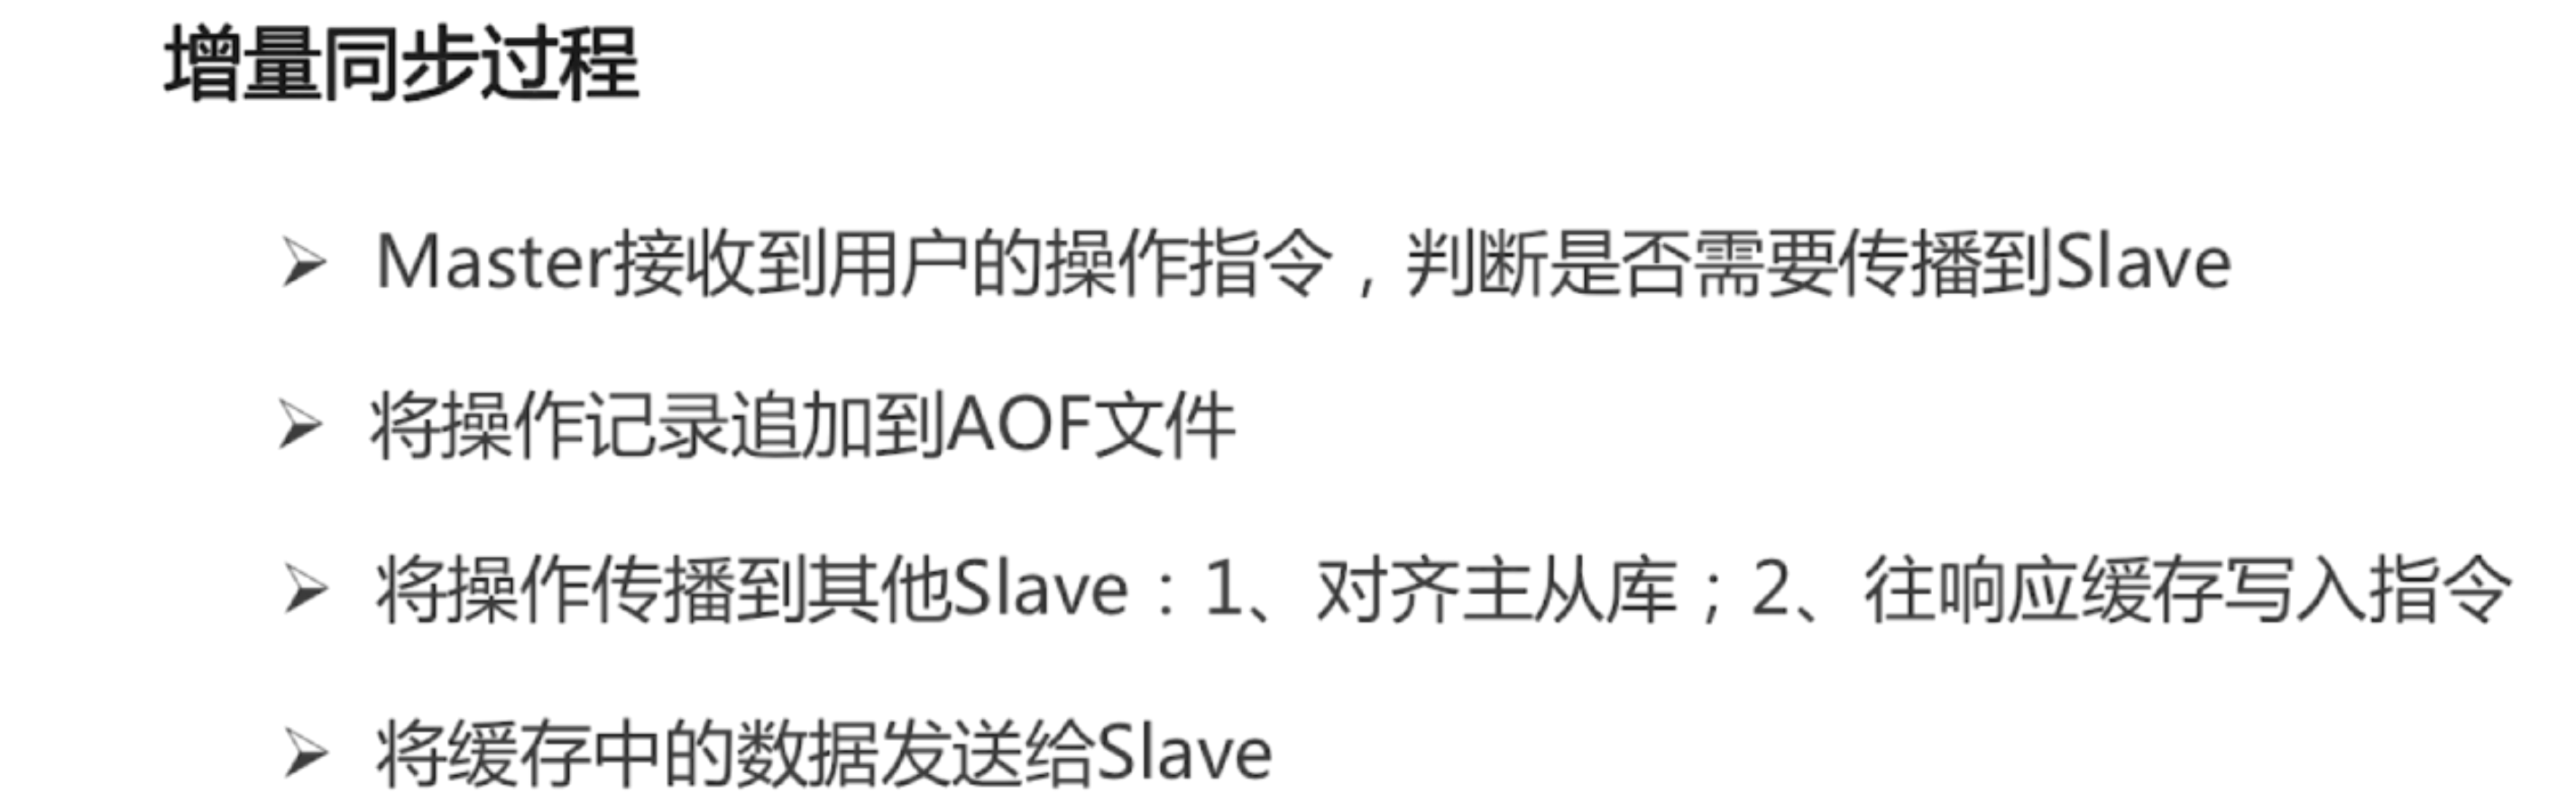 增量同步过程
Master接收到用户的操作指令，判断是否需要传播到Slave
将操作记录追加到AOF文件
将操作传播到其他Slave：1、对齐主从库；2、往响应缓存写入指令
将缓存中的数据发送给Slave